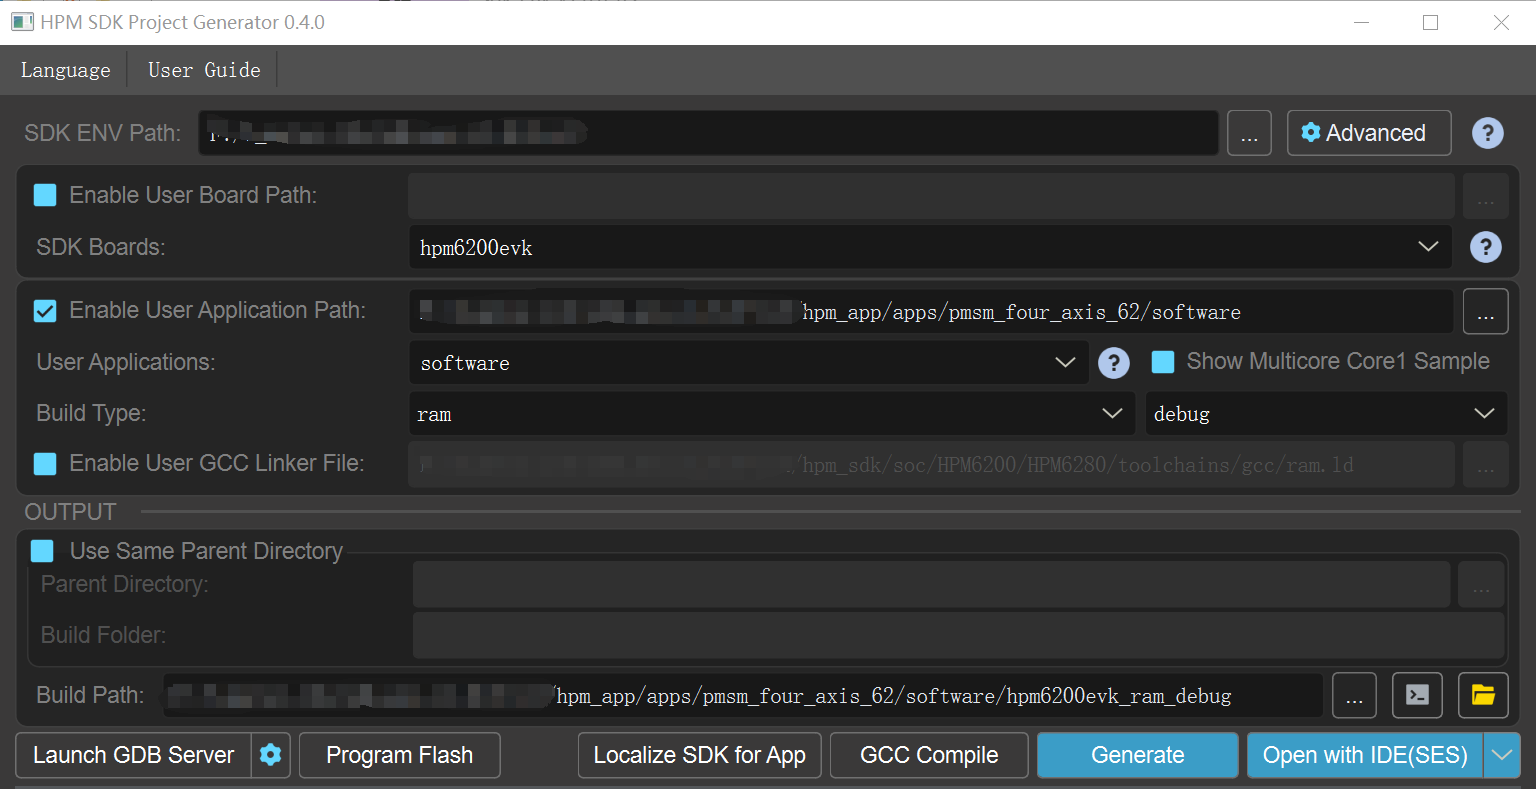 HPM SDK Project Generator 0.4.0
Language User Guide
SDK ENV Path: ... Advanced ?
Enable User Board Path: ...
SDK Boards: hpm6200evk ?
Enable User Application Path: /hpm_app/apps/pmsm_four_axis_62/software ...
User Applications: software ? Show Multicore Core1 Sample
Build Type: ram debug
Enable User GCC Linker File: /hpm_sdk/soc/HPM6200/HPM6280/toolchains/gcc/ram.ld ...
OUTPUT
Use Same Parent Directory
Parent Directory: ...
Build Folder:
Build Path: /hpm_app/apps/pmsm_four_axis_62/software/hpm6200evk_ram_debug ...
Launch GDB Server Program Flash Localize SDK for App GCC Compile Generate Open with IDE(SES)